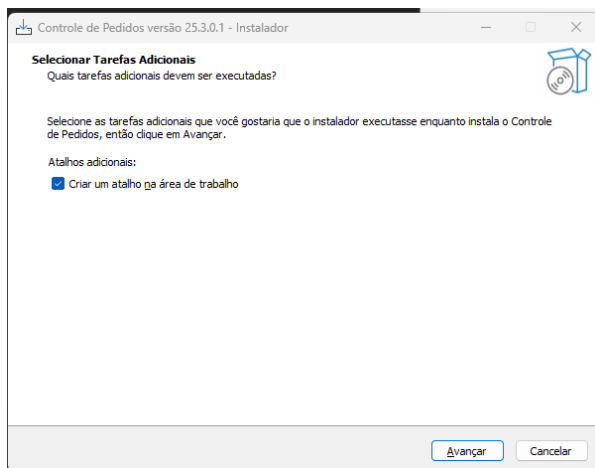 Controle de Pedidos versão 25.3.0.1 - Instalador
Selecionar Tarefas Adicionais
Quais tarefas adicionais devem ser executadas?
Selecione as tarefas adicionais que você gostaria que o instalador executasse enquanto instala o Controle
de Pedidos, então clique em Avançar.
Atalhos adicionais:
Criar um atalho na área de trabalho
Avançar
Cancelar